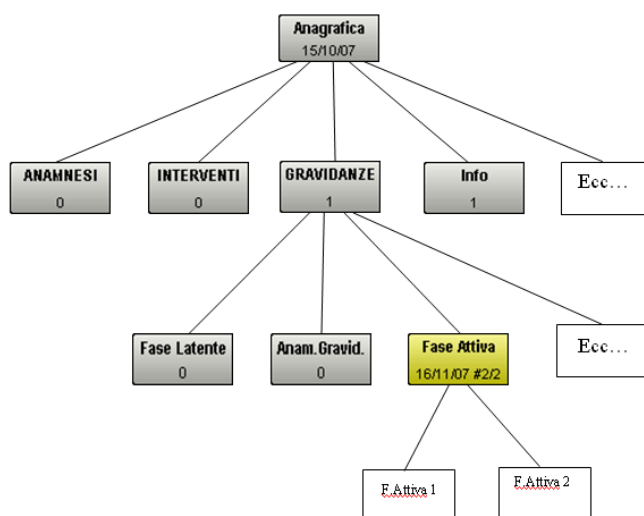 Anagrafica
15/10/07
ANAMNESI
0
INTERVENTI
0
GRAVIDANZE
1
Info
1
Ecc...
Fase Latente
0
Anam.Gravid.
0
Fase Attiva
16/11/07 #2/2
Ecc...
F.Attiva 1
F.Attiva 2